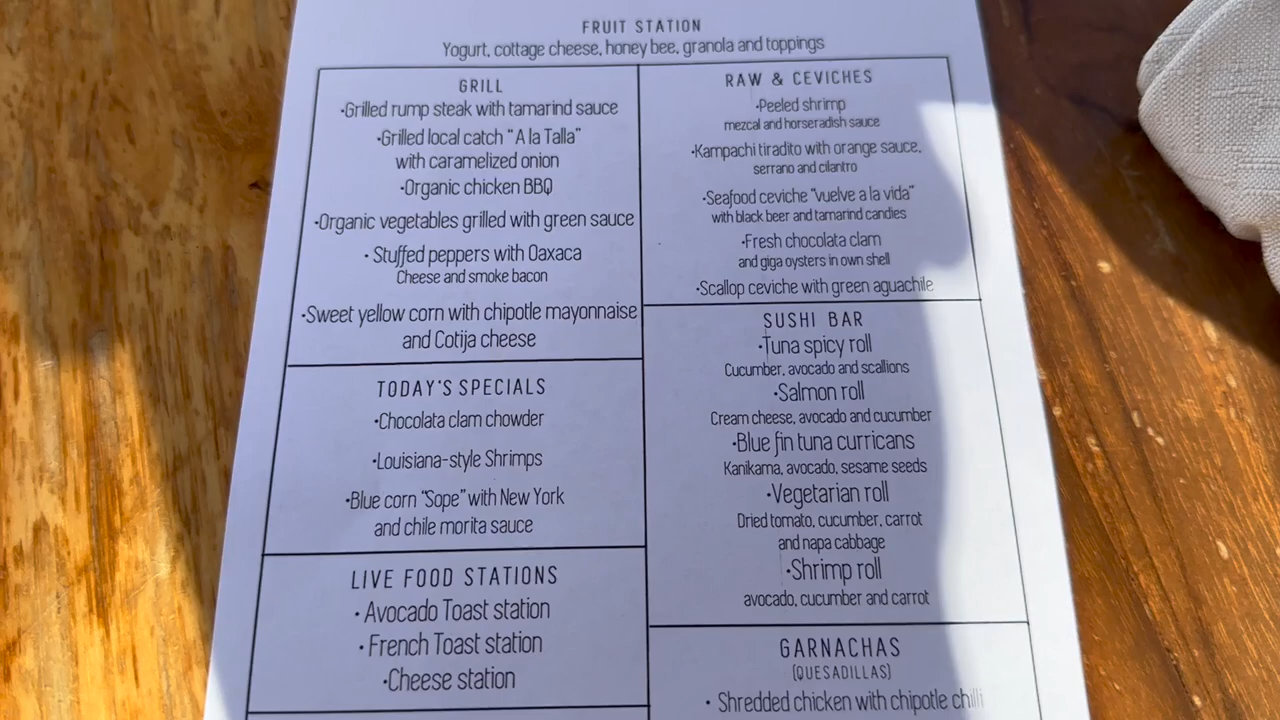 FRUIT STATION
Yogurt, cottage cheese, honey bee, granola and toppings
GRILL
•Grilled rump steak with tamarind sauce
•Grilled local catch "A la Talla"
with caramelized onion
•Organic chicken BBQ
•Organic vegetables grilled with green sauce
• Stuffed peppers with Oaxaca
Cheese and smoke bacon
•Sweet yellow corn with chipotle mayonnaise
and Cotija cheese
TODAY'S SPECIALS
•Chocolata clam chowder
•Louisiana-style Shrimps
•Blue corn "Sope" with New York
and chile morita sauce
LIVE FOOD STATIONS
• Avocado Toast station
• French Toast station
•Cheese station
RAW & CEVICHES
•Peeled shrimp
mezcal and horseradish sauce
•Kampachi tiradito with orange sauce,
serrano and cilantro
•Seafood ceviche "vuelve a la vida"
with black beer and tamarind candies
•Fresh chocolata clam
and giga oysters in own shell
•Scallop ceviche with green aguachile
SUSHI BAR
•Tuna spicy roll
Cucumber, avocado and scallions
•Salmon roll
Cream cheese, avocado and cucumber
•Blue fin tuna curricans
Kanikama, avocado, sesame seeds
•Vegetarian roll
Dried tomato, cucumber, carrot
and napa cabbage
•Shrimp roll
avocado, cucumber and carrot
GARNACHAS
(QUESADILLAS)
• Shredded chicken with chipotle chilli